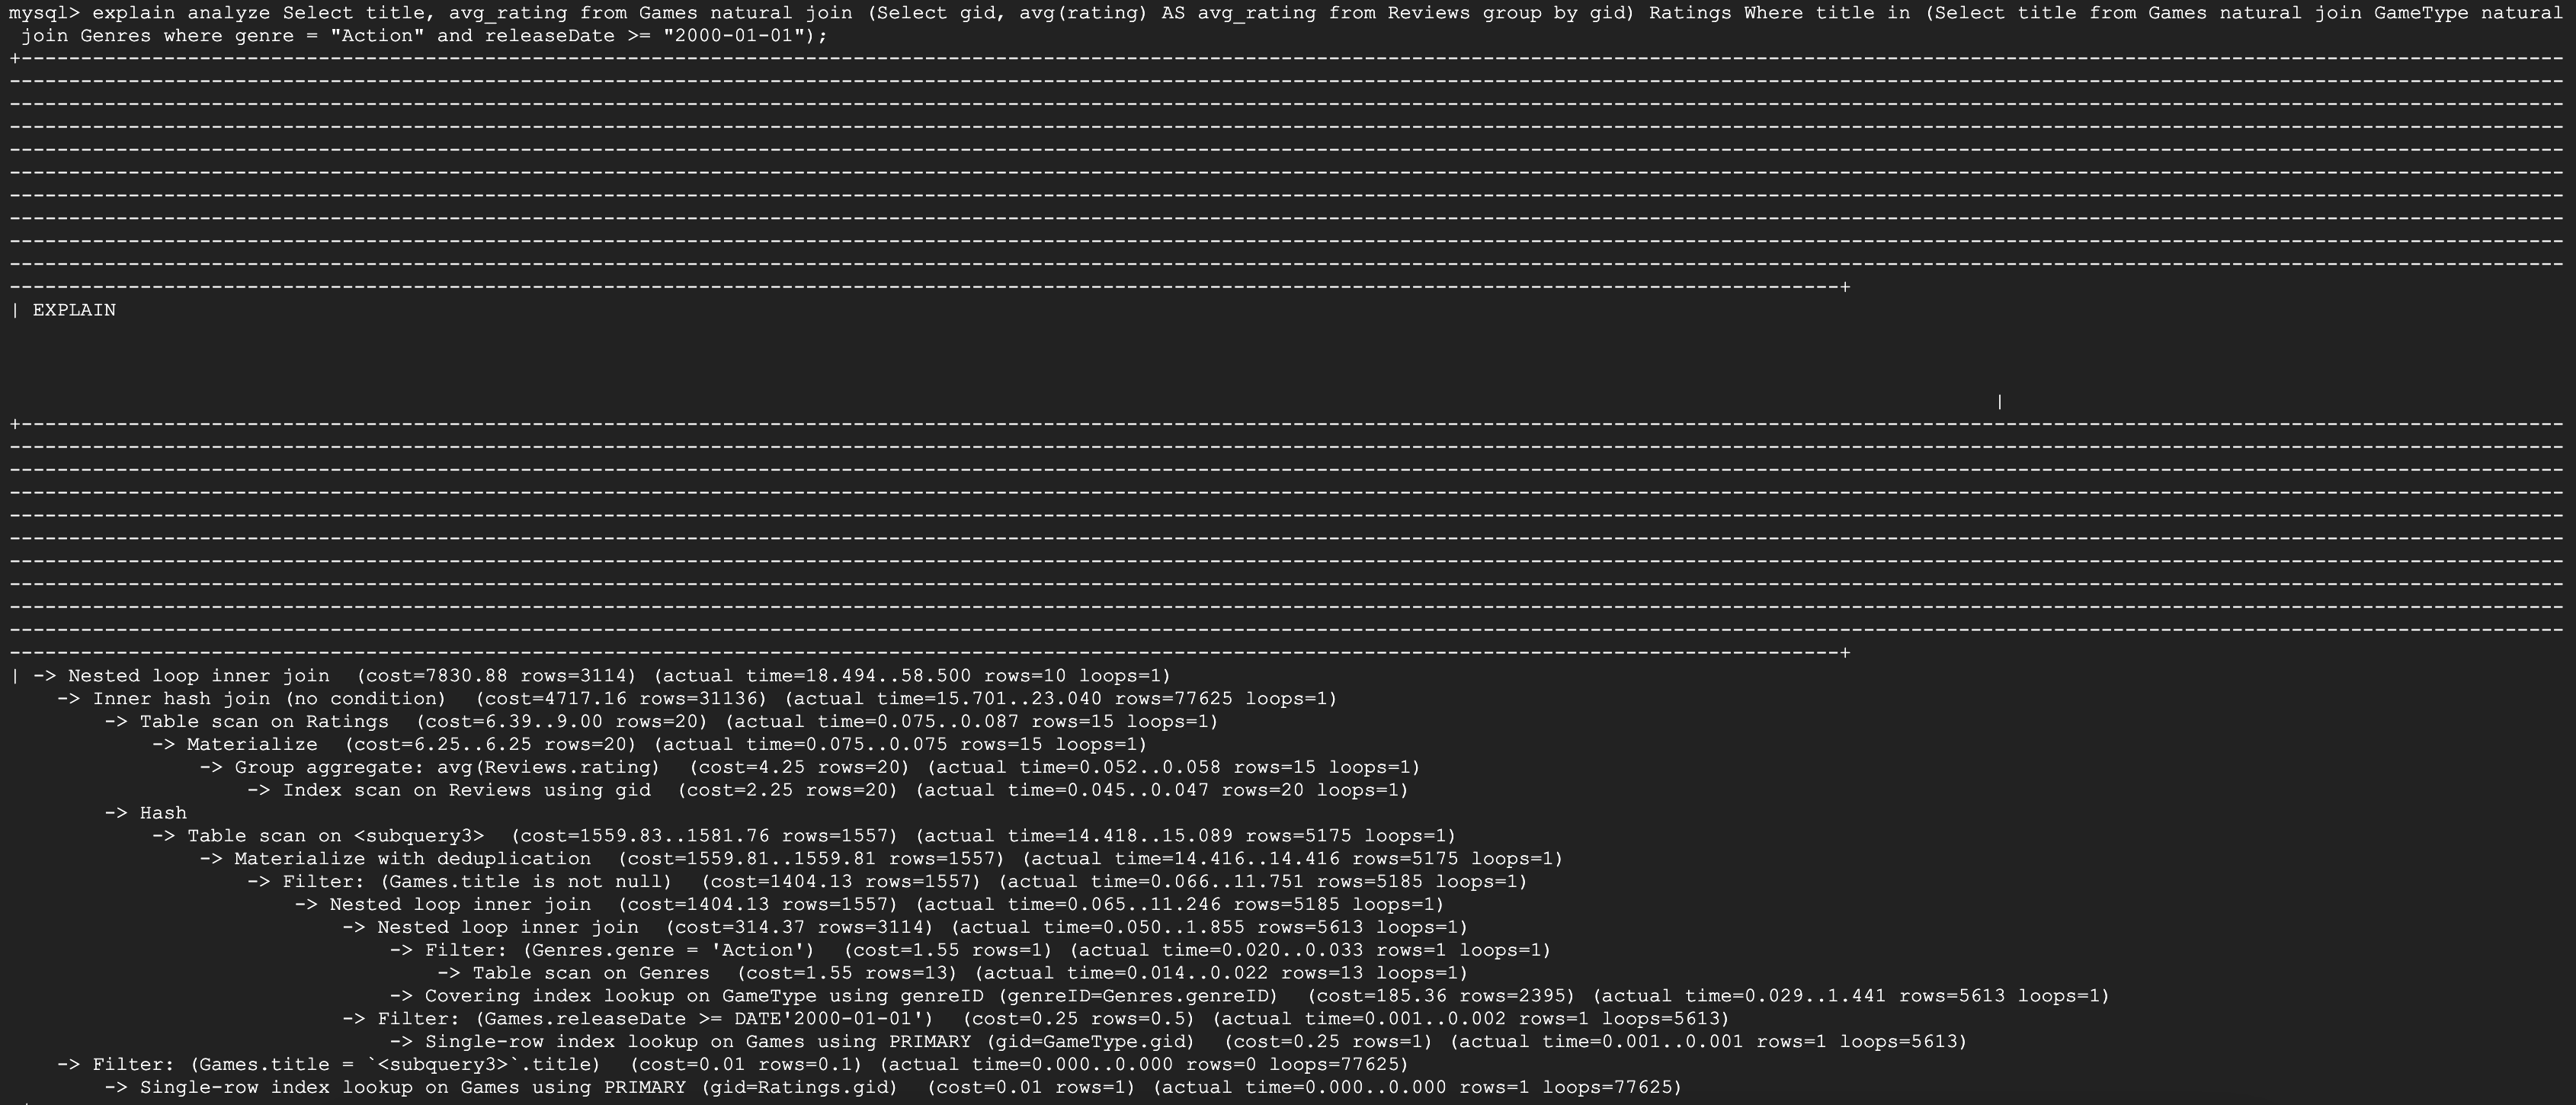 mysql> explain analyze Select title, avg_rating from Games natural join (Select gid, avg(rating) AS avg_rating from Reviews group by gid) Ratings Where title in (Select title from Games natural join GameType natural
join Genres where genre = "Action" and releaseDate >= "2000-01-01");
| EXPLAIN
|
| -> Nested loop inner join  (cost=7830.88 rows=3114) (actual time=18.494..58.500 rows=10 loops=1)
    -> Inner hash join (no condition)  (cost=4717.16 rows=31136) (actual time=15.701..23.040 rows=77625 loops=1)
        -> Table scan on Ratings  (cost=6.39..9.00 rows=20) (actual time=0.075..0.087 rows=15 loops=1)
            -> Materialize  (cost=6.25..6.25 rows=20) (actual time=0.075..0.075 rows=15 loops=1)
                -> Group aggregate: avg(Reviews.rating)  (cost=4.25 rows=20) (actual time=0.052..0.058 rows=15 loops=1)
                    -> Index scan on Reviews using gid  (cost=2.25 rows=20) (actual time=0.045..0.047 rows=20 loops=1)
        -> Hash
            -> Table scan on <subquery3>  (cost=1559.83..1581.76 rows=1557) (actual time=14.418..15.089 rows=5175 loops=1)
                -> Materialize with deduplication  (cost=1559.81..1559.81 rows=1557) (actual time=14.416..14.416 rows=5175 loops=1)
                    -> Filter: (Games.title is not null)  (cost=1404.13 rows=1557) (actual time=0.066..11.751 rows=5185 loops=1)
                        -> Nested loop inner join  (cost=1404.13 rows=1557) (actual time=0.065..11.246 rows=5185 loops=1)
                            -> Nested loop inner join  (cost=314.37 rows=3114) (actual time=0.050..1.855 rows=5613 loops=1)
                                -> Filter: (Genres.genre = 'Action')  (cost=1.55 rows=1) (actual time=0.020..0.033 rows=1 loops=1)
                                    -> Table scan on Genres  (cost=1.55 rows=13) (actual time=0.014..0.022 rows=13 loops=1)
                                -> Covering index lookup on GameType using genreID (genreID=Genres.genreID)  (cost=185.36 rows=2395) (actual time=0.029..1.441 rows=5613 loops=1)
                            -> Filter: (Games.releaseDate >= DATE'2000-01-01')  (cost=0.25 rows=0.5) (actual time=0.001..0.002 rows=1 loops=5613)
                                -> Single-row index lookup on Games using PRIMARY (gid=GameType.gid)  (cost=0.25 rows=1) (actual time=0.001..0.001 rows=1 loops=5613)
    -> Filter: (Games.title = `<subquery3>`.title)  (cost=0.01 rows=0.1) (actual time=0.000..0.000 rows=0 loops=77625)
        -> Single-row index lookup on Games using PRIMARY (gid=Ratings.gid)  (cost=0.01 rows=1) (actual time=0.000..0.000 rows=1 loops=77625)